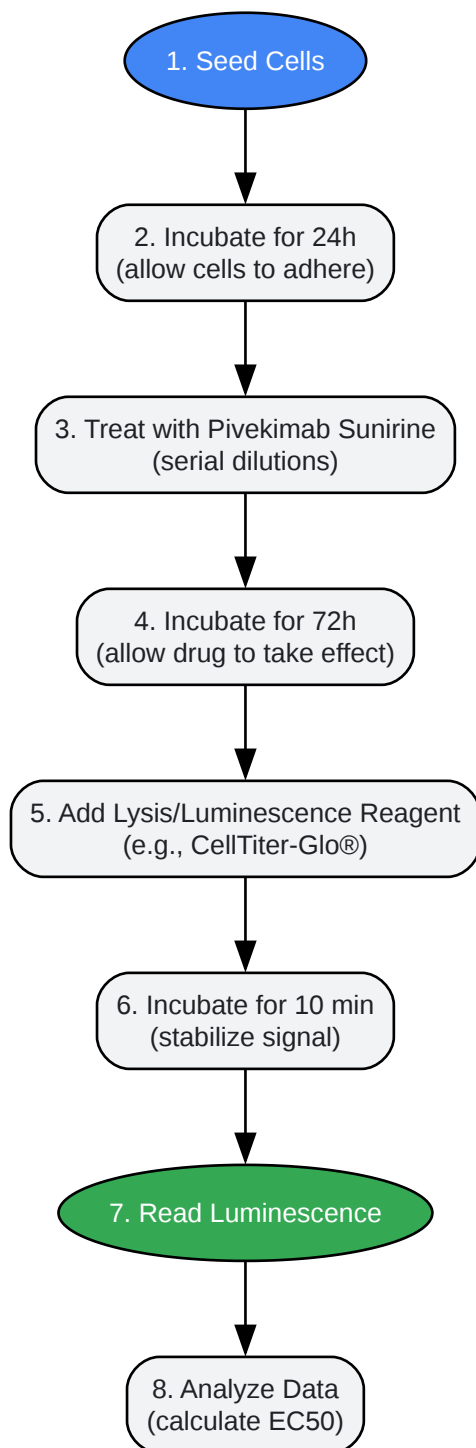 1. Seed Cells
2. Incubate for 24h
(allow cells to adhere)
3. Treat with Pivekimab Sunirine
(serial dilutions)
4. Incubate for 72h
(allow drug to take effect)
5. Add Lysis/Luminescence Reagent
(e.g., CellTiter-Glo®)
6. Incubate for 10 min
(stabilize signal)
7. Read Luminescence
8. Analyze Data
(calculate EC50)